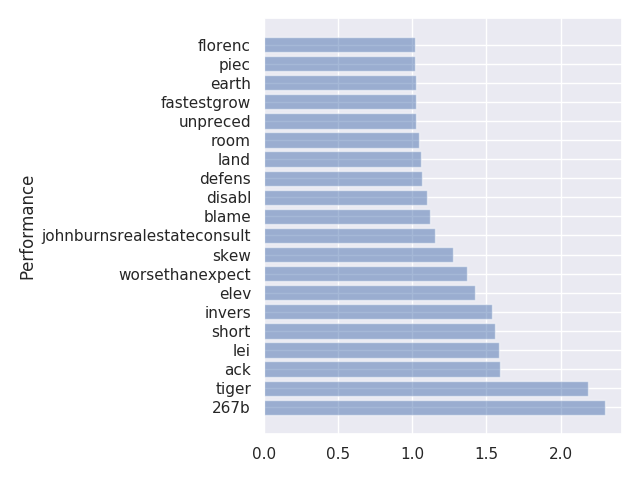 florenc
piec
earth
fastestgrow
unpreced
room
land
defens
disabl
blame
johnburnsrealestateconsult
skew
worsethanexpect
elev
invers
short
lei
ack
tiger
267b
Performance
0.0 0.5 1.0 1.5 2.0